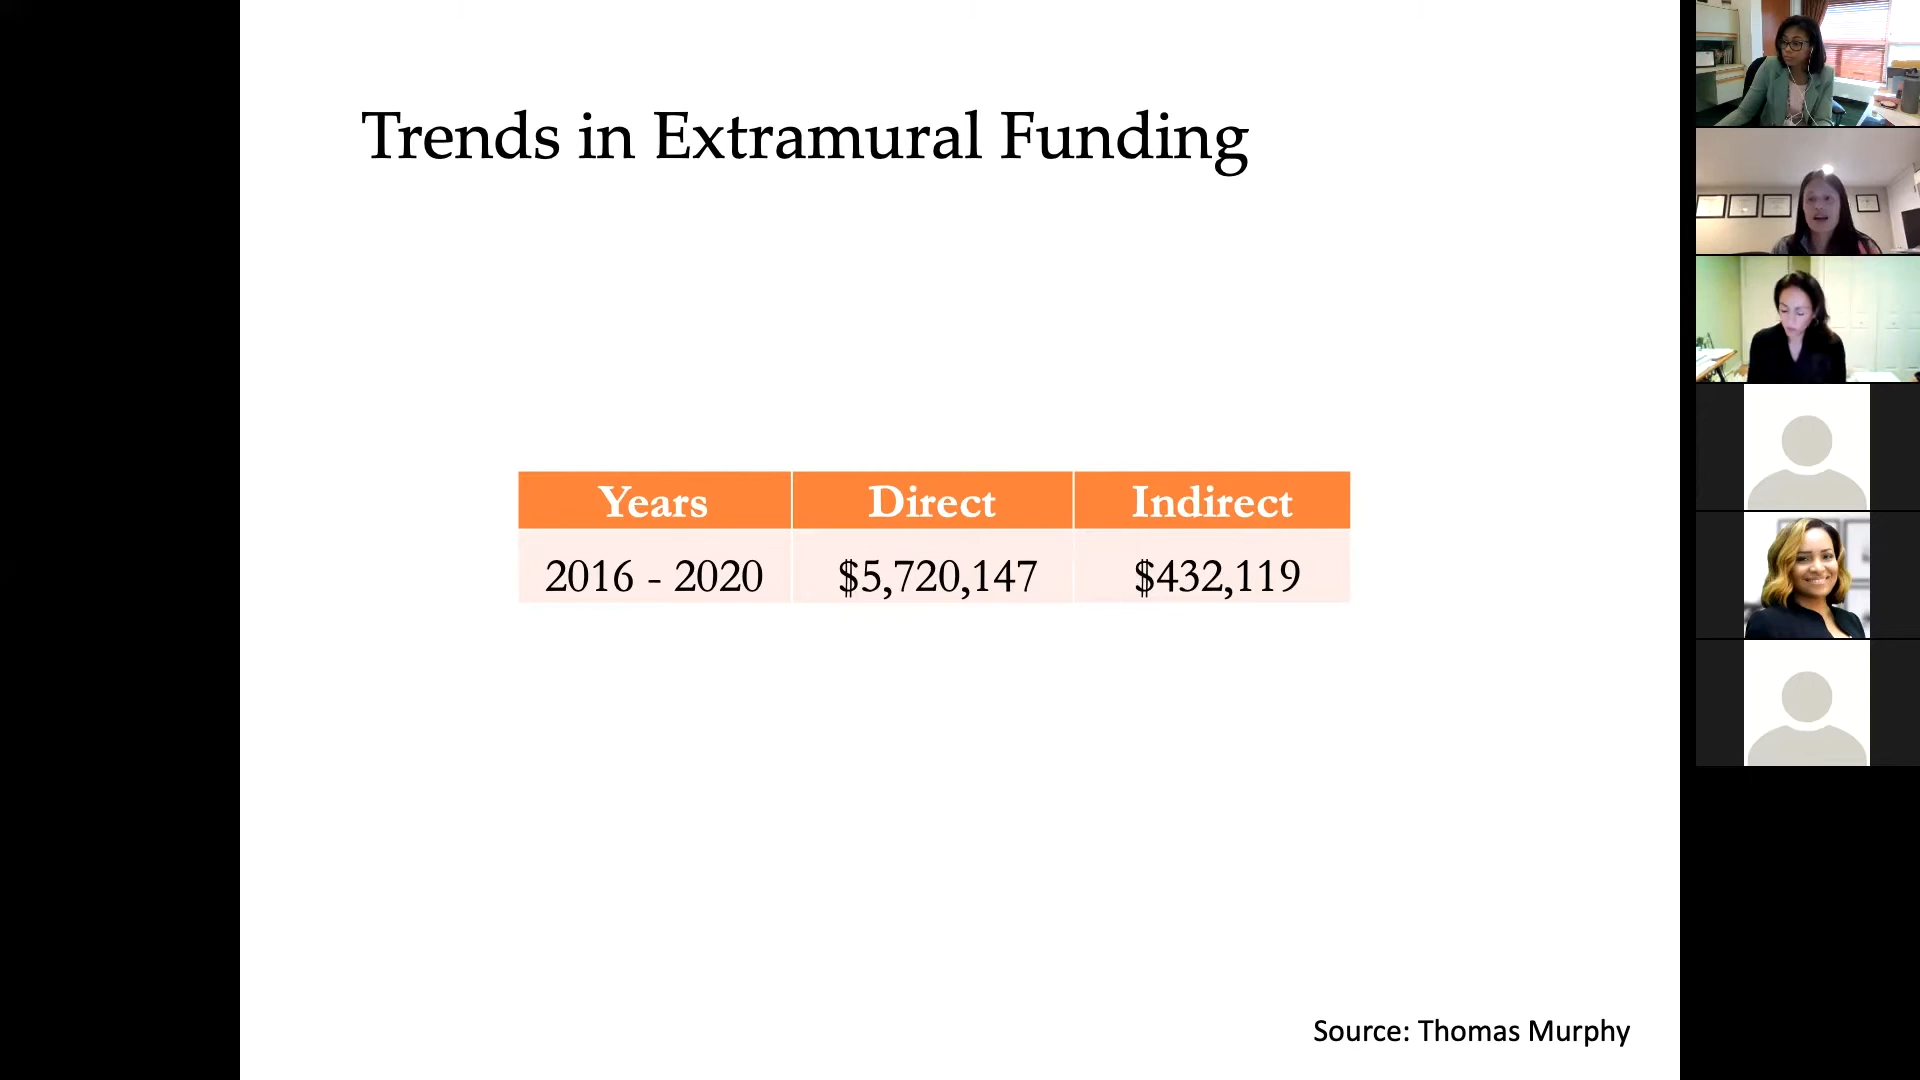 Trends in Extramural Funding
Years Direct Indirect
2016 - 2020 $5,720,147 $432,119
Source: Thomas Murphy